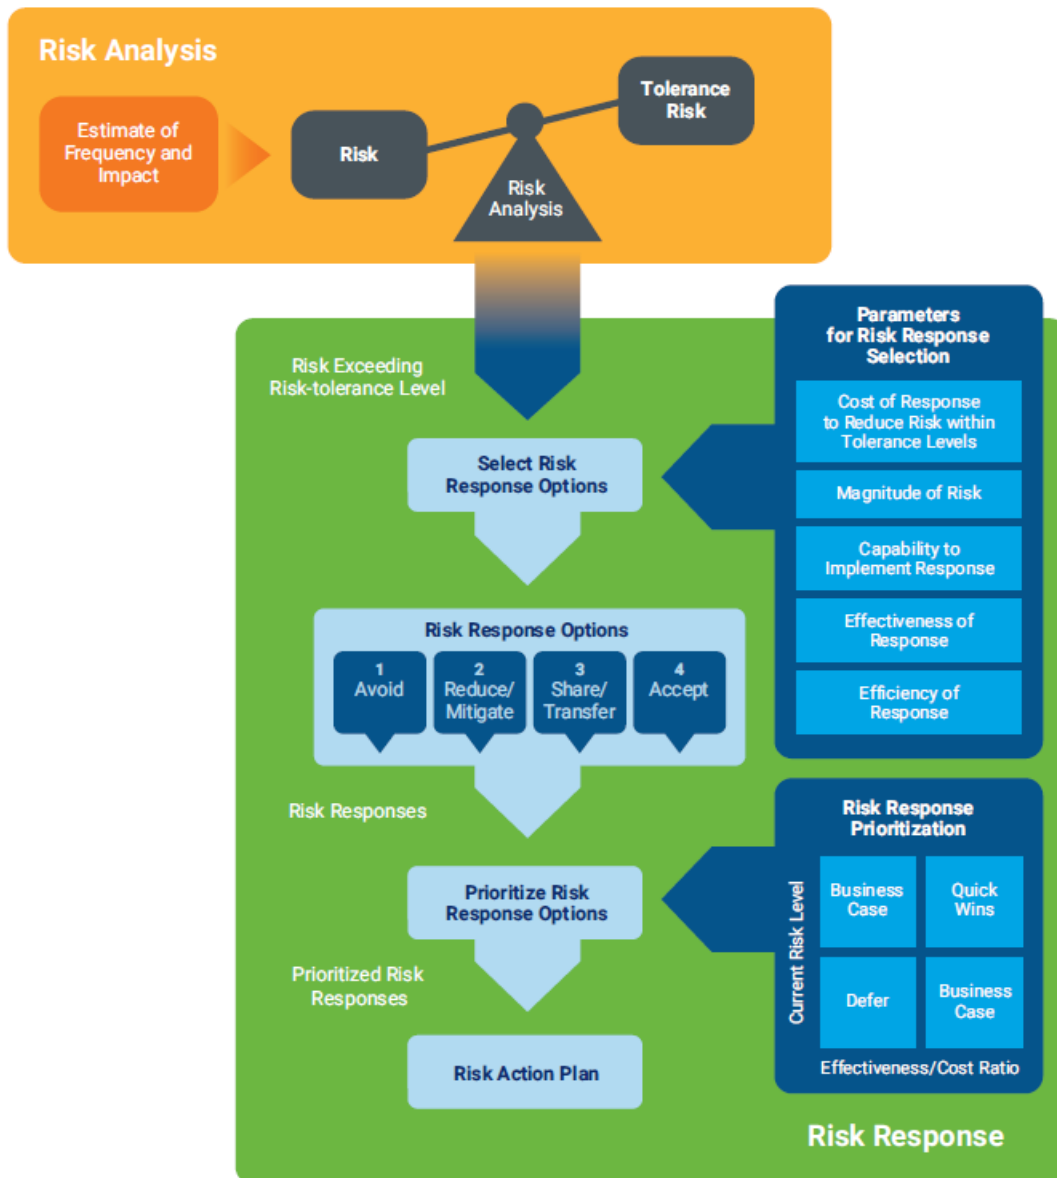 Risk Analysis
Estimate of
Frequency and
Impact
Risk
Tolerance
Risk
Risk
Analysis
Risk Exceeding
Risk-tolerance Level
Parameters
for Risk Response
Selection
Cost of Response
to Reduce Risk within
Tolerance Levels
Magnitude of Risk
Capability to
Implement Response
Effectiveness of
Response
Efficiency of
Response
Select Risk
Response Options
Risk Response Options
1
Avoid
2
Reduce/
Mitigate
3
Share/
Transfer
4
Accept
Risk Responses
Risk Response
Prioritization
Current Risk Level
Business
Case
Quick
Wins
Defer
Business
Case
Effectiveness/Cost Ratio
Prioritize Risk
Response Options
Prioritized Risk
Responses
Risk Action Plan
Risk Response